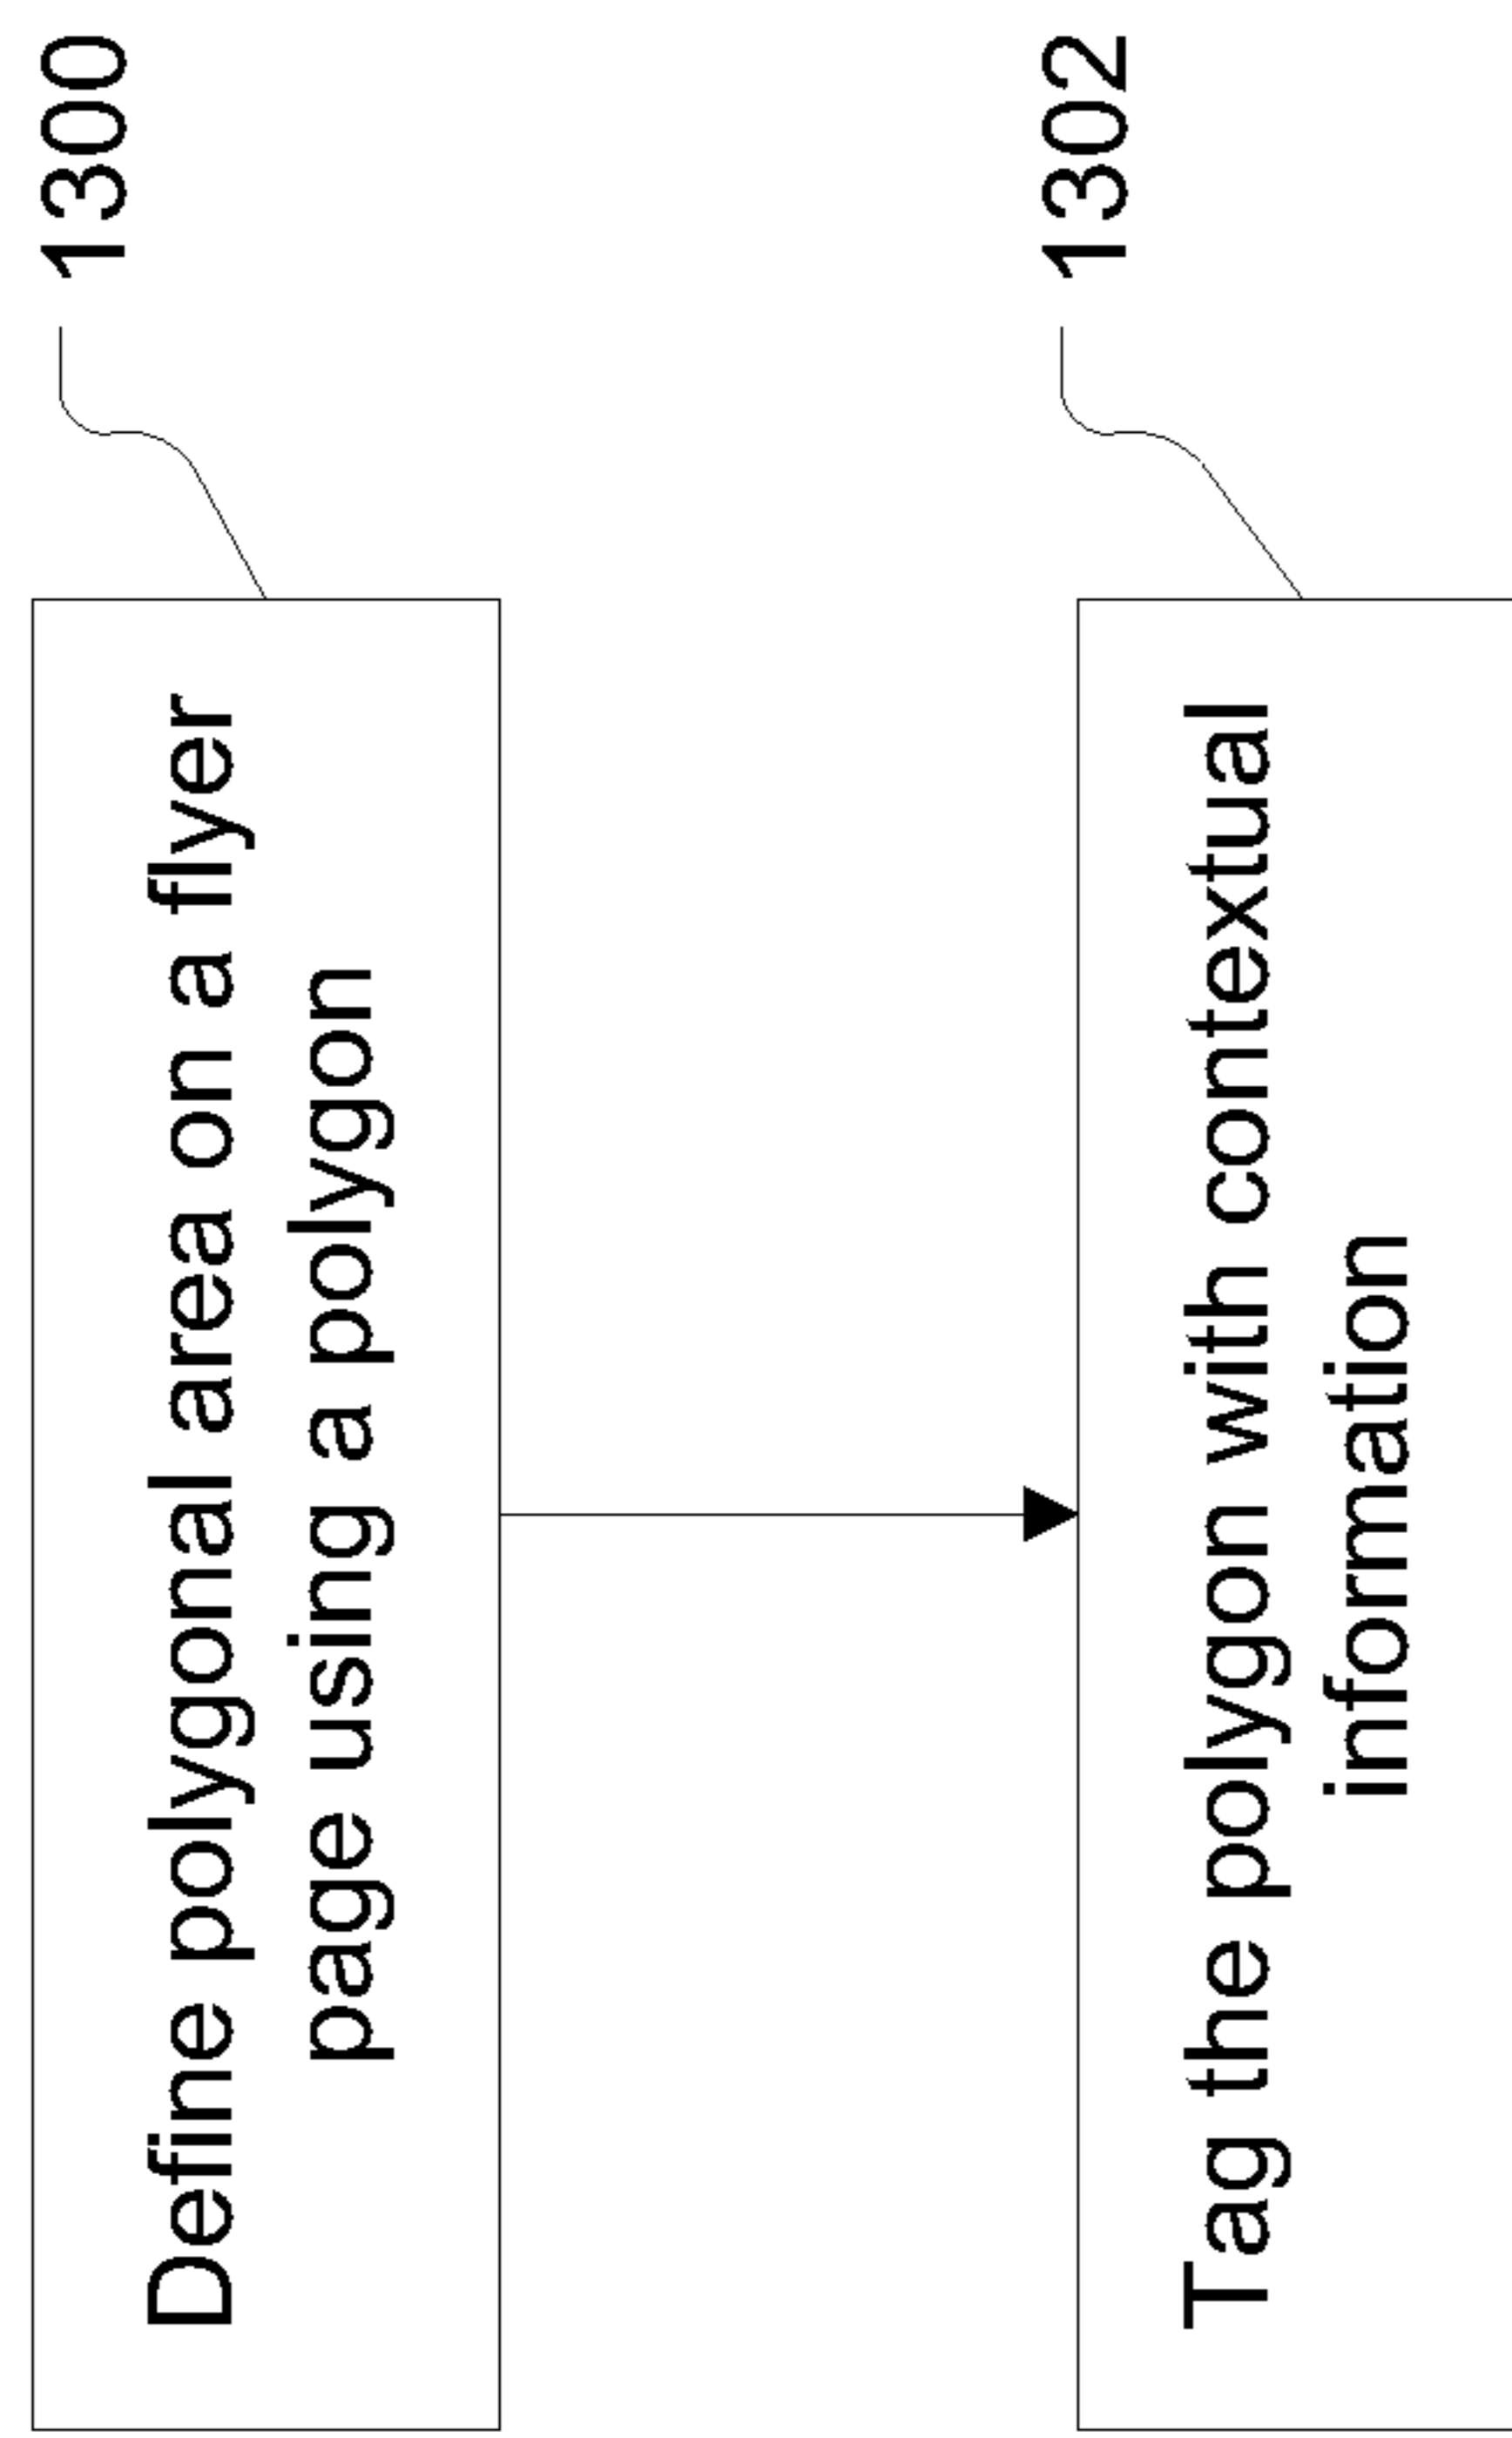 1300
Define polygonal area on a flyer
page using a polygon
1302
Tag the polygon with contextual
information